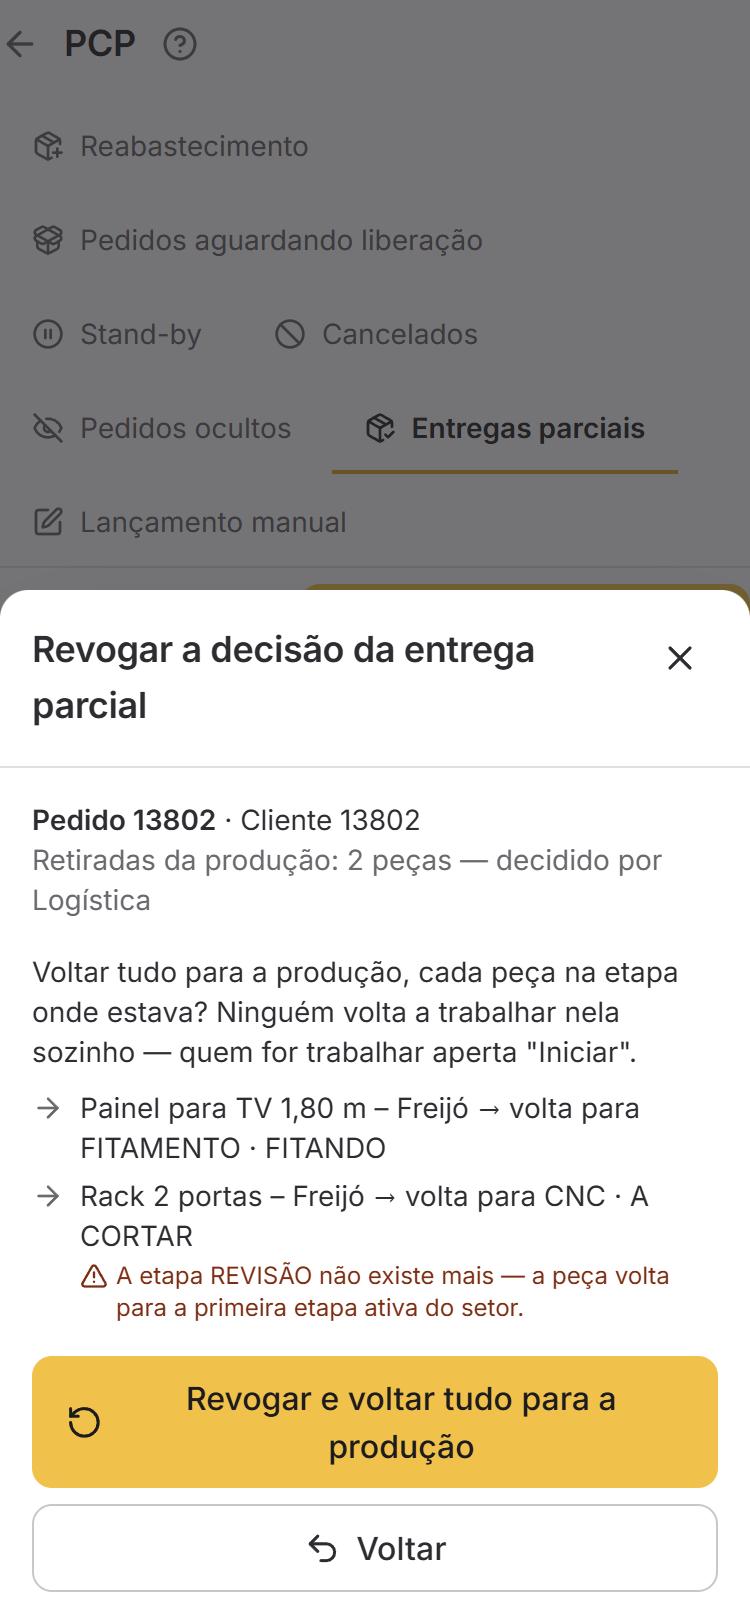 PCP
Reabastecimento
Pedidos aguardando liberação
Stand-by
Cancelados
Pedidos ocultos
Entregas parciais
Lançamento manual
Revogar a decisão da entrega
parcial
Pedido 13802 · Cliente 13802
Retiradas da produção: 2 peças — decidido por
Logística
Voltar tudo para a produção, cada peça na etapa
onde estava? Ninguém volta a trabalhar nela
sozinho — quem for trabalhar aperta "Iniciar".
Painel para TV 1,80 m – Freijó → volta para
FITAMENTO · FITANDO
Rack 2 portas – Freijó → volta para CNC · A
CORTAR
A etapa REVISÃO não existe mais — a peça volta
para a primeira etapa ativa do setor.
Revogar e voltar tudo para a
produção
Voltar